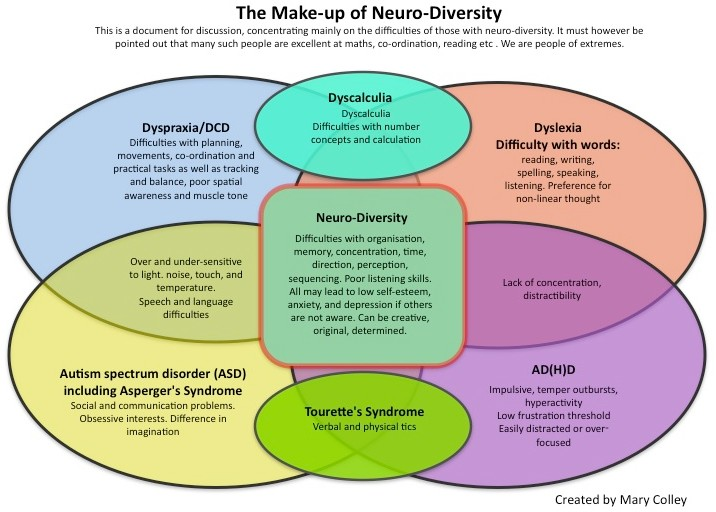 The Make-up of Neuro-Diversity
This is a document for discussion, concentrating mainly on the difficulties of those with neuro-diversity. It must however be
pointed out that many such people are excellent at maths, co-ordination, reading etc . We are people of extremes.
Dyscalculia
Dyscalculia
Difficulties with number
concepts and calculation
Dyspraxia/DCD
Difficulties with planning,
movements, co-ordination and
practical tasks as well as tracking
and balance, poor spatial
awareness and muscle tone
Dyslexia
Difficulty with words:
reading, writing,
spelling, speaking,
listening. Preference for
non-linear thought
Neuro-Diversity
Difficulties with organisation,
memory, concentration, time,
direction, perception,
sequencing. Poor listening skills.
All may lead to low self-esteem,
anxiety, and depression if others
are not aware. Can be creative,
original, determined.
Over and under-sensitive
to light. noise, touch, and
temperature.
Speech and language
difficulties
Lack of concentration,
distractibility
Autism spectrum disorder (ASD)
including Asperger's Syndrome
Social and communication problems.
Obsessive interests. Difference in
imagination
Tourette's Syndrome
Verbal and physical tics
AD(H)D
Impulsive, temper outbursts,
hyperactivity
Low frustration threshold
Easily distracted or over-
focused
Created by Mary Colley